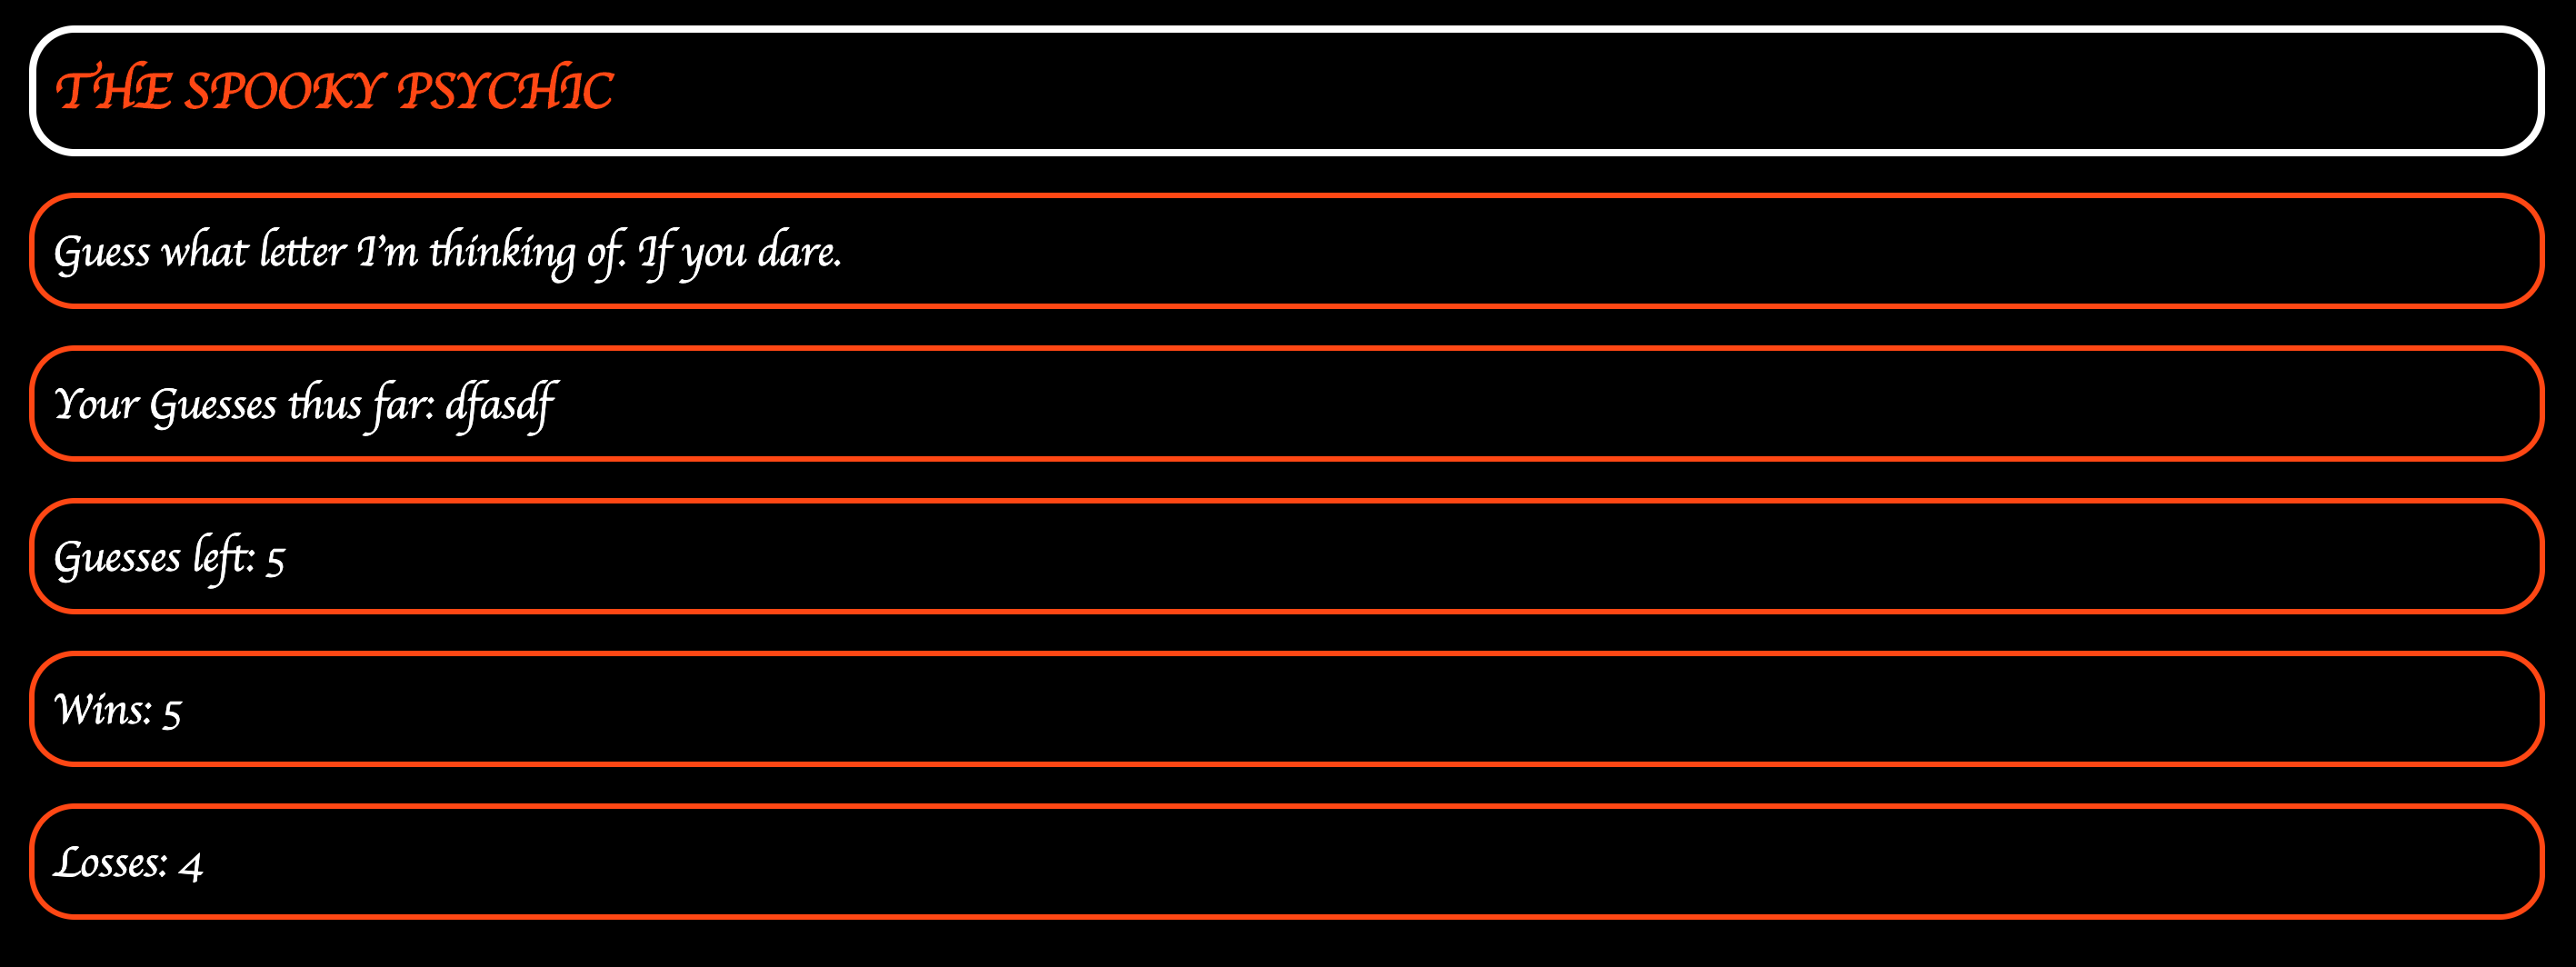 THE SPOOKY PSYCHIC
Guess what letter I'm thinking of. If you dare.
Your Guesses thus far: dfasdf
Guesses left: 5
Wins: 5
Losses: 4